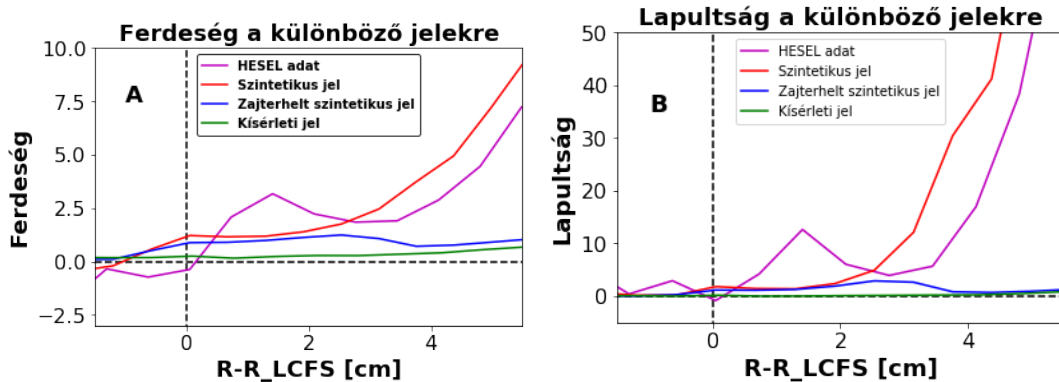 Ferdeség a különböző jelekre
10.0
7.5
5.0
2.5
0.0
−2.5
Ferdeség
A
HESEL adat
Szintetikus jel
Zajterhelt szintetikus jel
Kísérleti jel
0
2
4
R-R_LCFS [cm]
Lapultság a különböző jelekre
50
40
30
20
10
0
Lapultság
B
HESEL adat
Szintetikus jel
Zajterhelt szintetikus jel
Kísérleti jel
0
2
4
R-R_LCFS [cm]